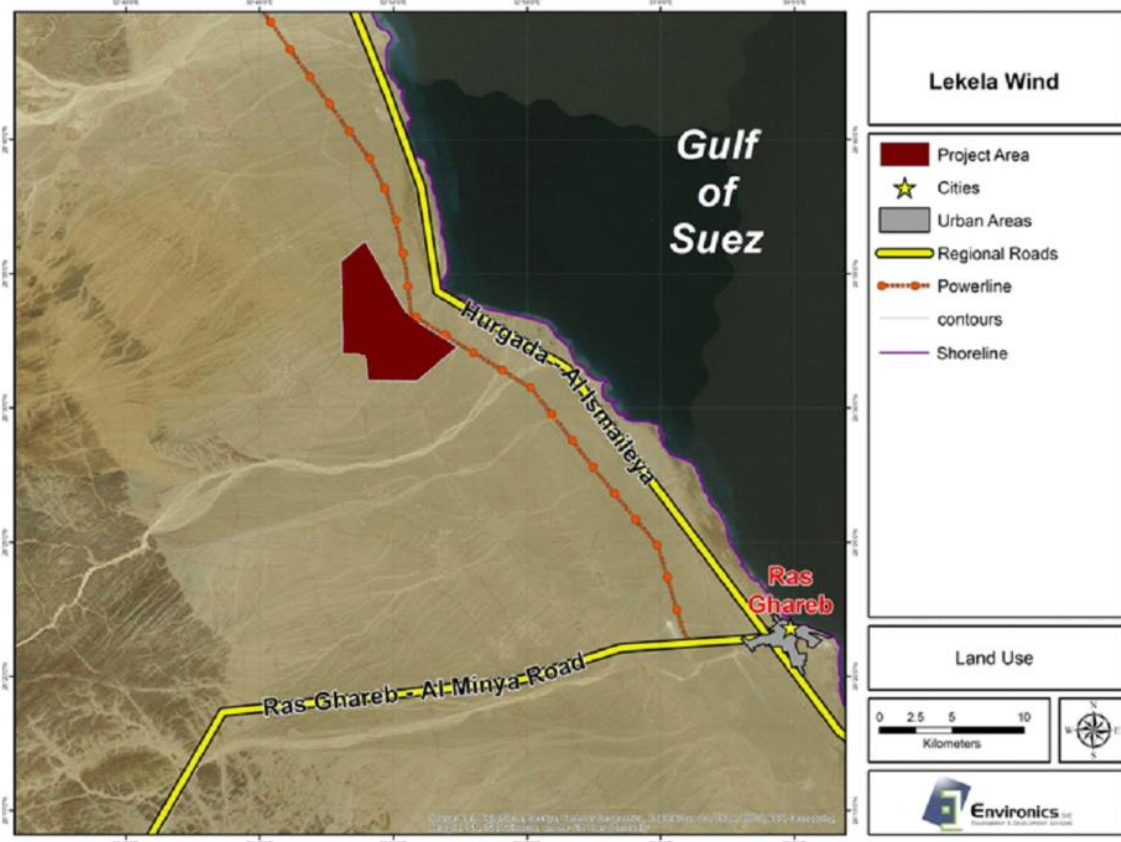 Gulf
of
Suez
Hurgada - Al Ismaileya
Ras
Ghareb
Ras Ghareb - Al Minya Road
Lekela Wind
Project Area
Cities
Urban Areas
Regional Roads
Powerline
contours
Shoreline
Land Use
0 2.5 5 10
Kilometers
N
W E
S
Environics